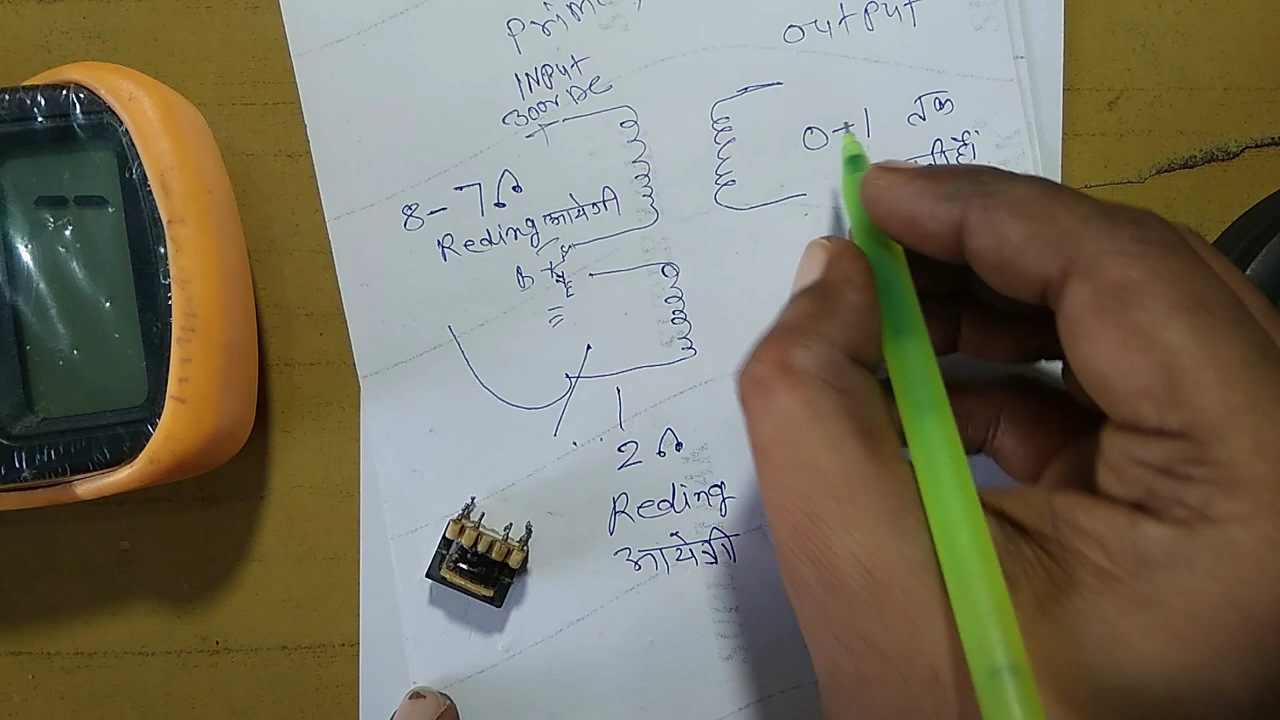 output
INPUT
300v DC
+
0-1 तक
8-7Ω
Reding आयेगी
B
2Ω
Reding
आयेगी